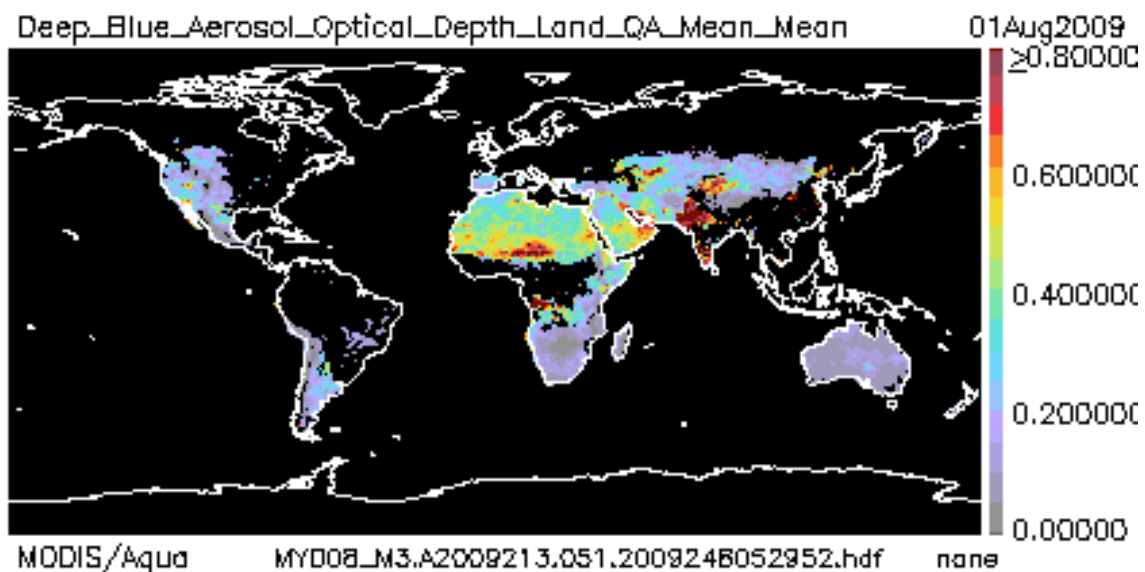 Deep_Blue_Aerosol_Optical_Depth_Land_QA_Mean_Mean 01Aug2009
≥0.80000
0.600000
0.400000
0.200000
0.00000
MODIS/Aqua MYD08_M3.A2009213.051.2009246052952.hdf none